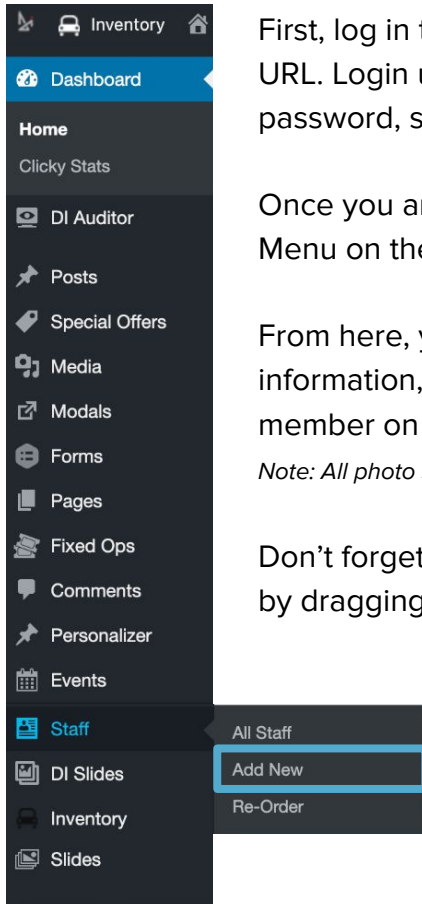 Inventory
Dashboard
Home
Clicky Stats
DI Auditor
Posts
Special Offers
Media
Modals
Forms
Pages
Fixed Ops
Comments
Personalizer
Events
Staff
DI Slides
Inventory
Slides
All Staff
Add New
Re-Order
First, log in
URL. Login
password,
Once you
Menu on the
From here,
information,
member on
Note: All photo
Don't forget
by dragging